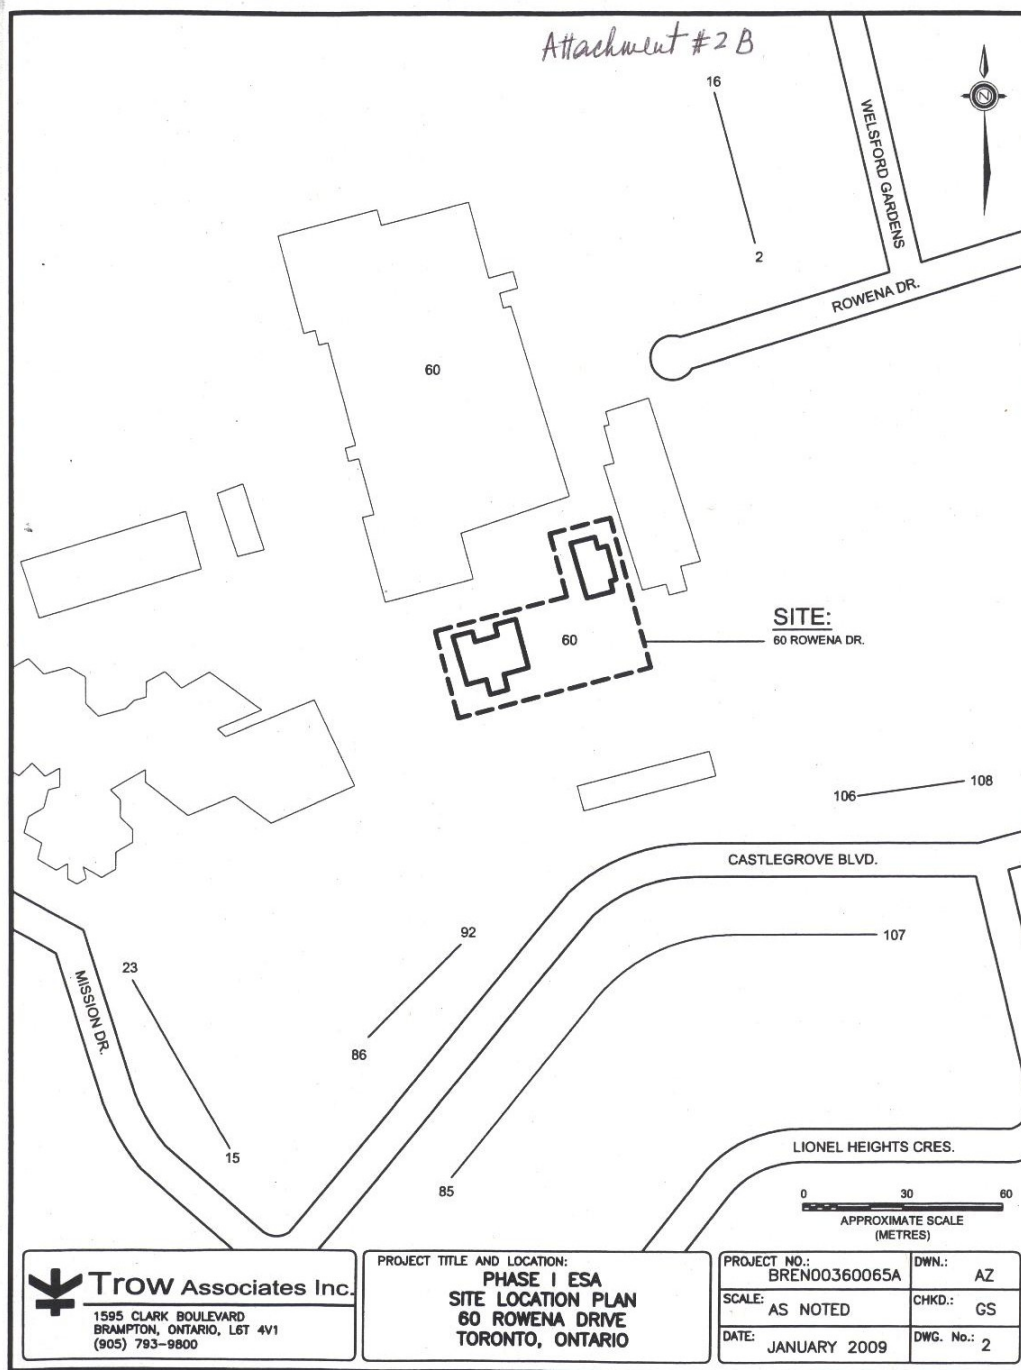 Attachment #2 B
16
WELSFORD GARDENS
N
2
ROWENA DR.
60
SITE:
60 ROWENA DR.
60
106
108
CASTLEGROVE BLVD.
92
107
23
MISSION DR.
86
15
85
LIONEL HEIGHTS CRES.
0 30 60
APPROXIMATE SCALE
(METRES)
Trow Associates Inc.
1595 CLARK BOULEVARD
BRAMPTON, ONTARIO, L6T 4V1
(905) 793-9800
PROJECT TITLE AND LOCATION:
PHASE I ESA
SITE LOCATION PLAN
60 ROWENA DRIVE
TORONTO, ONTARIO
PROJECT NO.:
BREN00360065A
DWN.:
AZ
SCALE:
AS NOTED
CHKD.:
GS
DATE:
JANUARY 2009
DWG. No.:
2